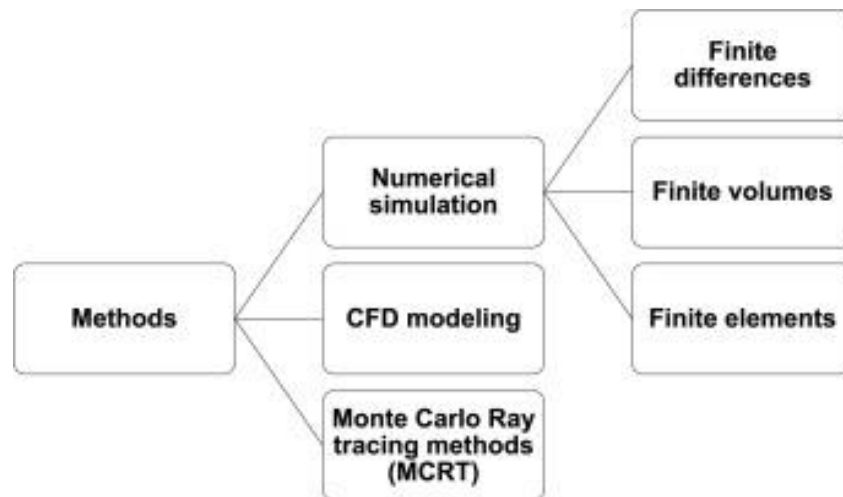 Methods
Numerical
simulation
CFD modeling
Monte Carlo Ray
tracing methods
(MCRT)
Finite
differences
Finite volumes
Finite elements